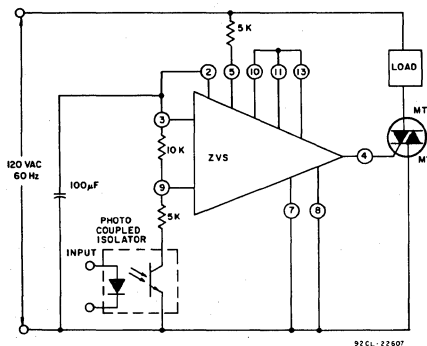 5 K
2
5
10
11
13
LOAD
MT
3
120 VAC
60 Hz
10 K
ZVS
4
M
100µF
9
5K
7
8
PHOTO
COUPLED
ISOLATOR
INPUT
92CL-22607